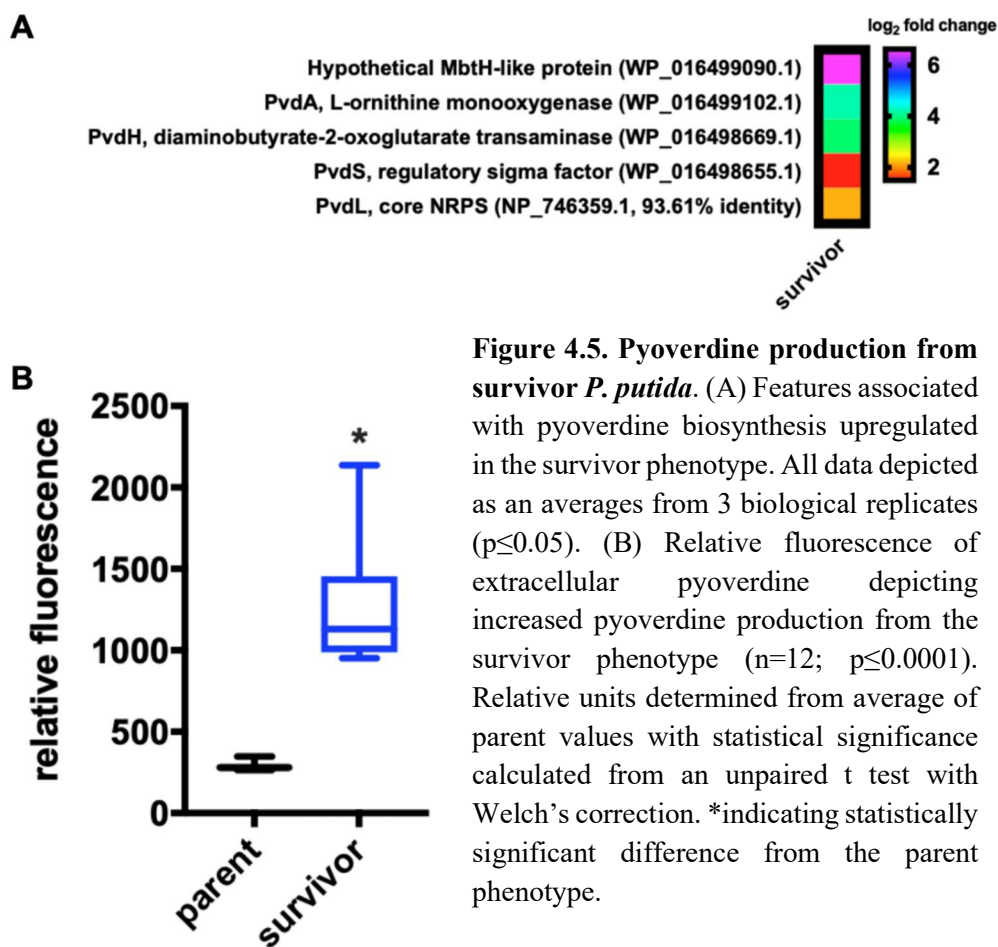 A
log2 fold change
Hypothetical MbtH-like protein (WP_016499090.1)
PvdA, L-ornithine monooxygenase (WP_016499102.1)
PvdH, diaminobutyrate-2-oxoglutarate transaminase (WP_016498669.1)
PvdS, regulatory sigma factor (WP_016498655.1)
PvdL, core NRPS (NP_746359.1, 93.61% identity)
6
4
2
survivor
B
relative fluorescence
2500
2000
1500
1000
500
0
*
parent
survivor
Figure 4.5. Pyoverdine production from
survivor P. putida. (A) Features associated
with pyoverdine biosynthesis upregulated
in the survivor phenotype. All data depicted
as an averages from 3 biological replicates
(p≤0.05). (B) Relative fluorescence of
extracellular pyoverdine depicting
increased pyoverdine production from the
survivor phenotype (n=12; p≤0.0001).
Relative units determined from average of
parent values with statistical significance
calculated from an unpaired t test with
Welch’s correction. *indicating statistically
significant difference from the parent
phenotype.